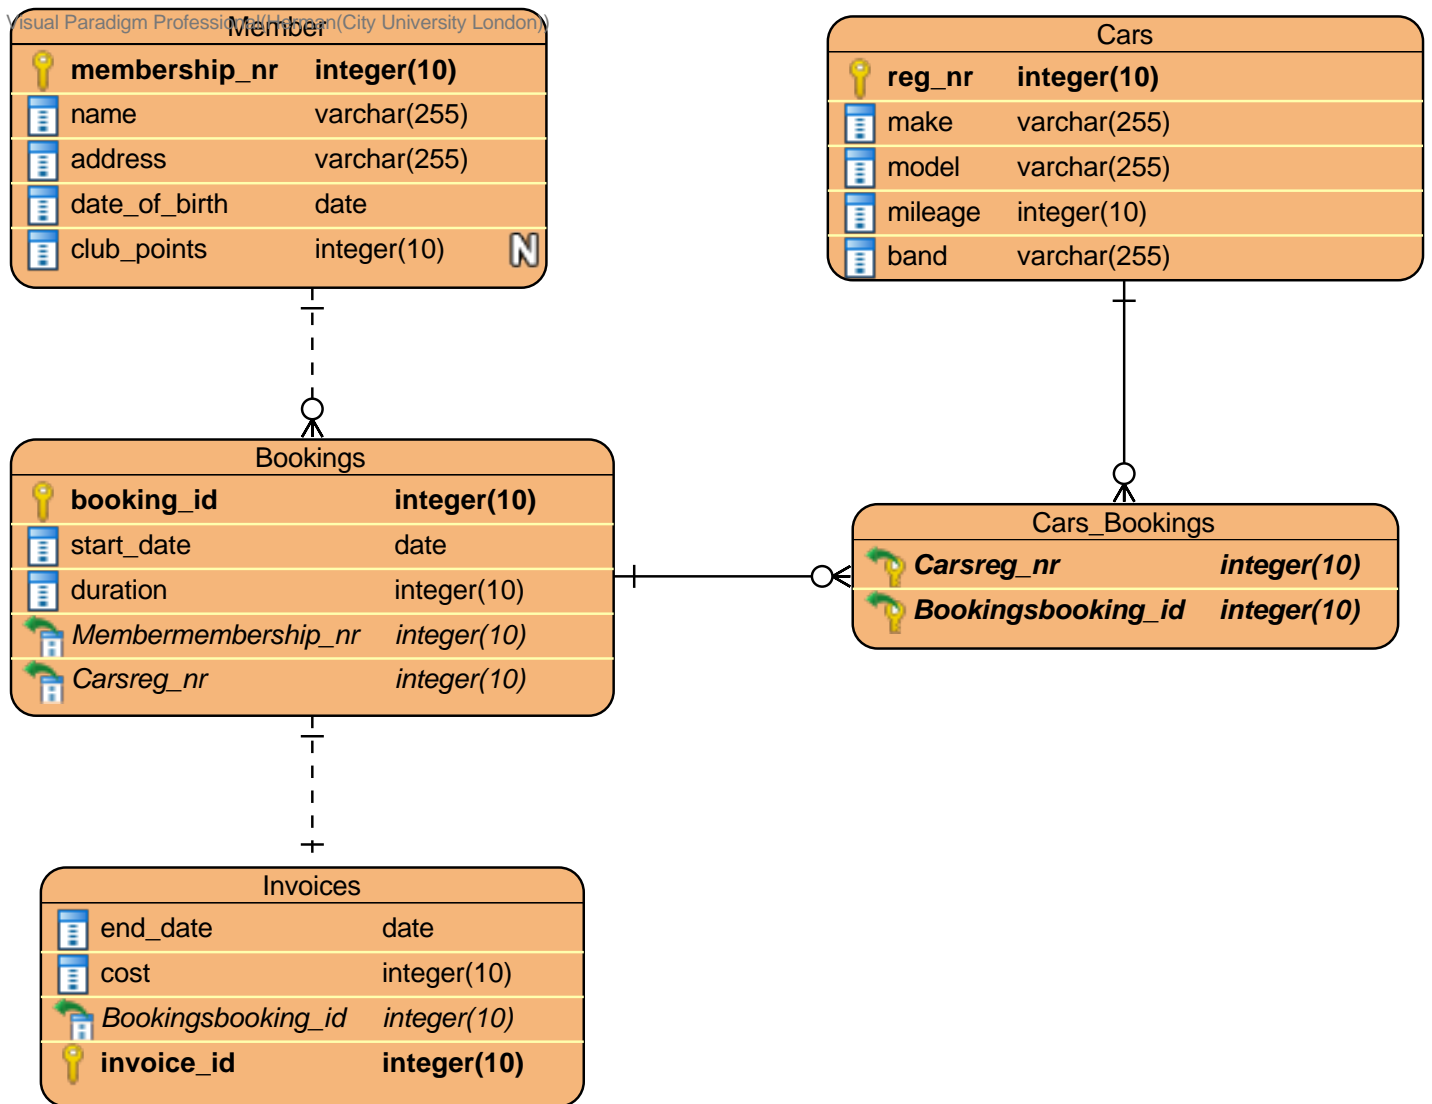 Visual Paradigm Professional(Herman(City University London))
Member
membership_nr integer(10)
name varchar(255)
address varchar(255)
date_of_birth date
club_points integer(10) N
Cars
reg_nr integer(10)
make varchar(255)
model varchar(255)
mileage integer(10)
band varchar(255)
Bookings
booking_id integer(10)
start_date date
duration integer(10)
Membermembership_nr integer(10)
Carsreg_nr integer(10)
Cars_Bookings
Carsreg_nr integer(10)
Bookingsbooking_id integer(10)
Invoices
end_date date
cost integer(10)
Bookingsbooking_id integer(10)
invoice_id integer(10)